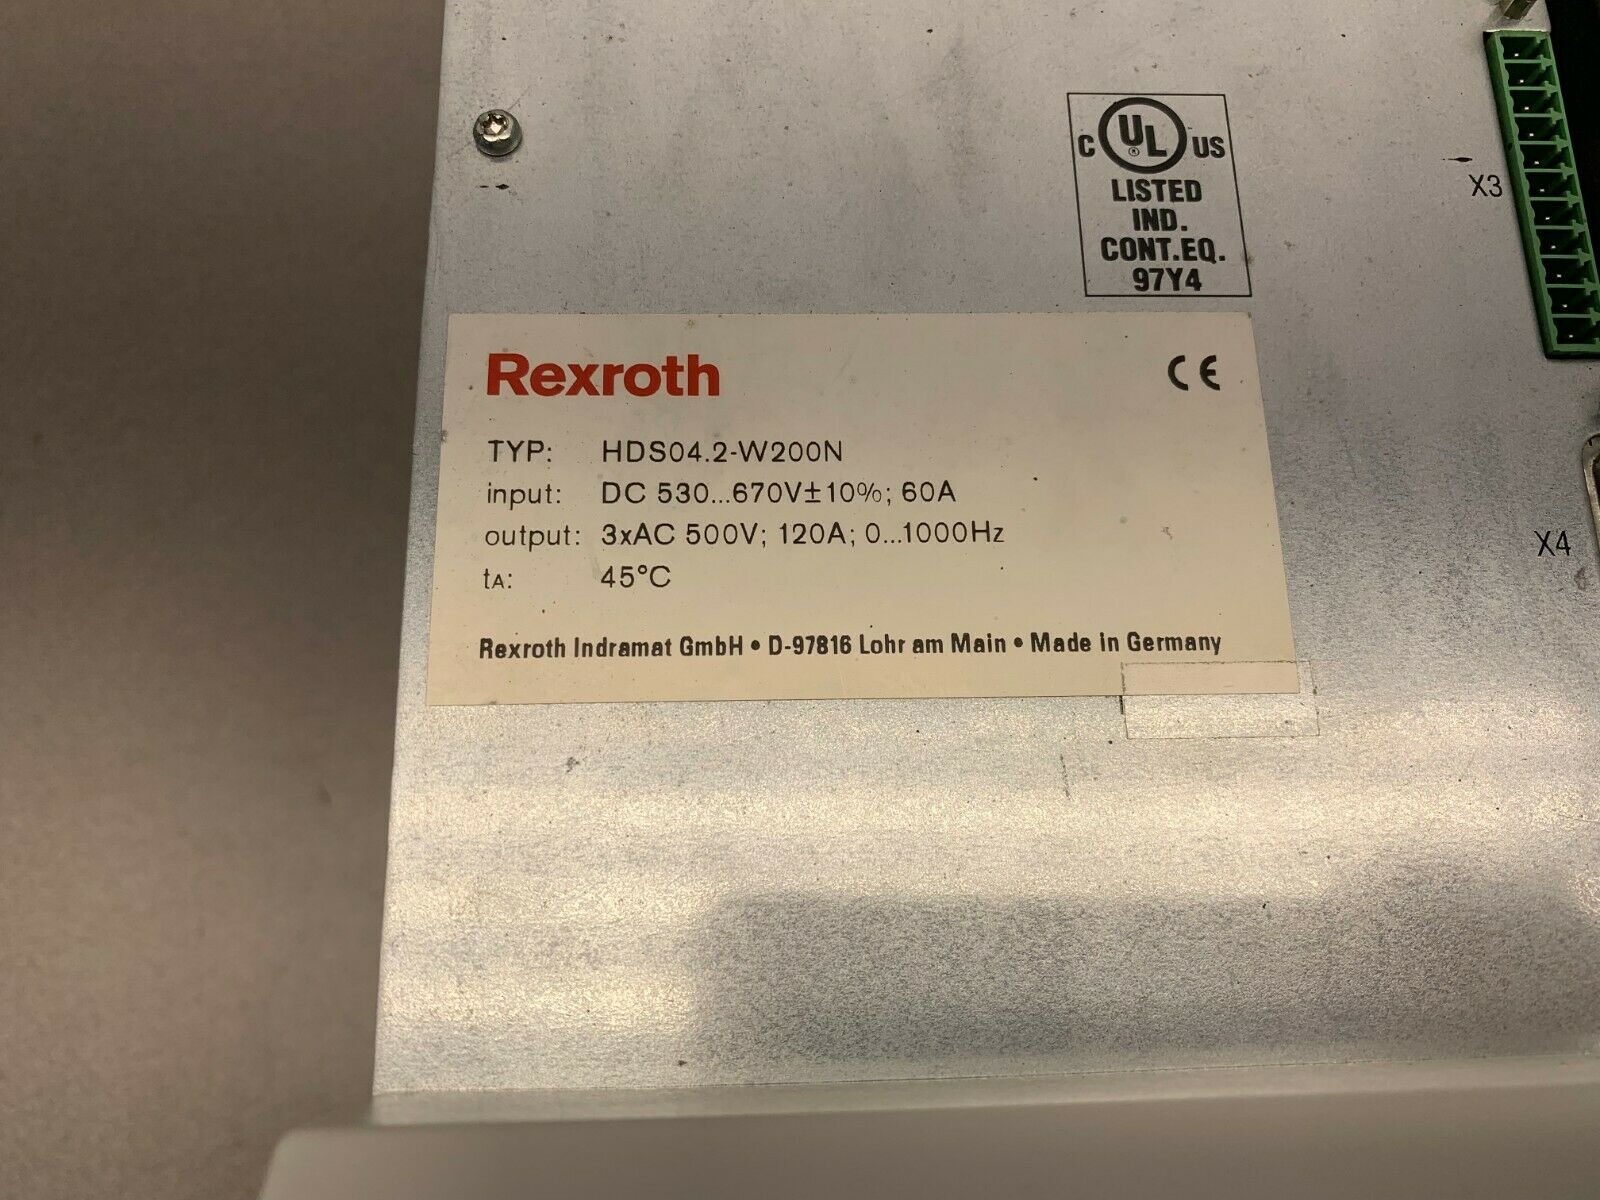 C UL® US
LISTED
IND.
CONT.EQ.
97Y4
X3
Rexroth CE
TYP: HDS04.2-W200N
input: DC 530...670V±10%; 60A
output: 3xAC 500V; 120A; 0...1000Hz
tA: 45°C
X4
Rexroth Indramat GmbH • D-97816 Lohr am Main • Made in Germany